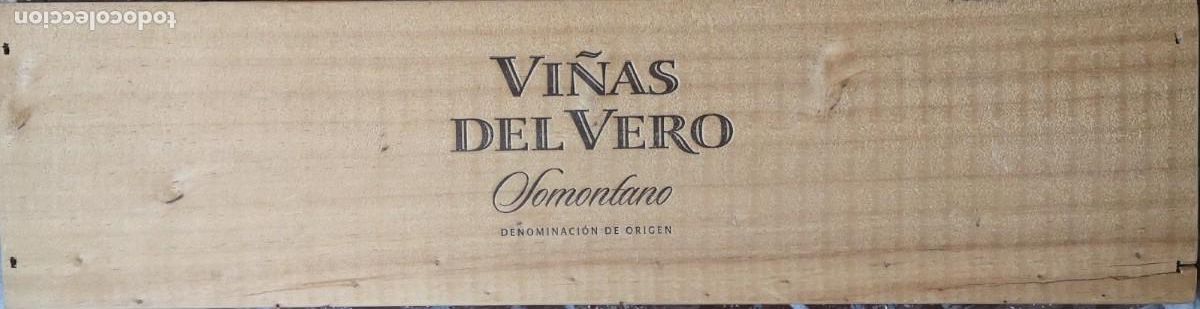 todocoleccion
VIÑAS
DEL VERO
Somontano
DENOMINACIÓN DE ORIGEN